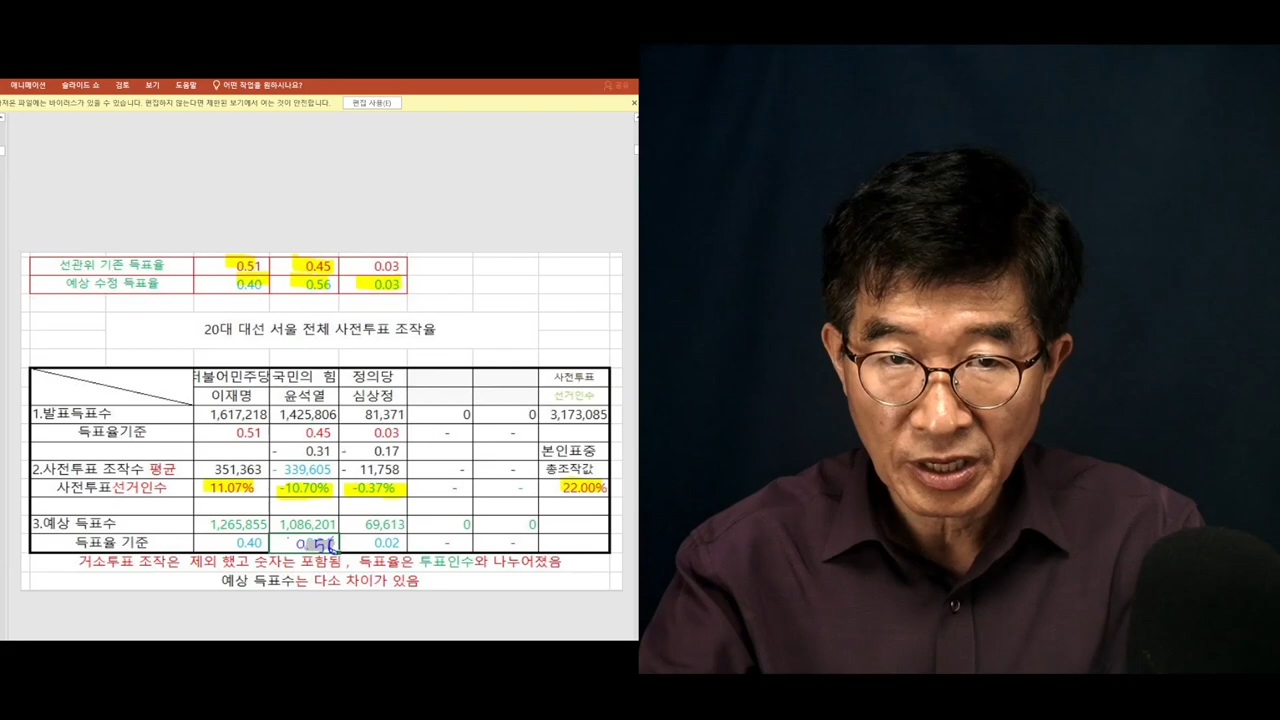 애니메이션 슬라이드 쇼 검토 보기 도움말 어떤 작업을 원하시나요? 공유
파일에는 바이러스가 있을 수 있습니다. 편집하지 않는다면 제한된 보기에서 여는 것이 안전합니다. 편집 사용(E)
선관위 기존 득표율 0.51 0.45 0.03
예상 수정 득표율 0.40 0.56 0.03
20대 대선 서울 전체 사전투표 조작율
더불어민주당 국민의 힘 정의당 사전투표
이재명 윤석열 심상정 선거인수
1.발표득표수 1,617,218 1,425,806 81,371 0 0 3,173,085
득표율기준 0.51 0.45 0.03 - -
- 0.31 - 0.17 본인표중
2.사전투표 조작수 평균 351,363 - 339,605 - 11,758 - - 총조작값
사전투표선거인수 11.07% -10.70% -0.37% - - 22.00%
3.예상 득표수 1,265,855 1,086,201 69,613 0 0
득표율 기준 0.40 0.02 - -
거소투표 조작은 제외 했고 숫자는 포함됨 , 득표율은 투표인수와 나누어졌음
예상 득표수는 다소 차이가 있음